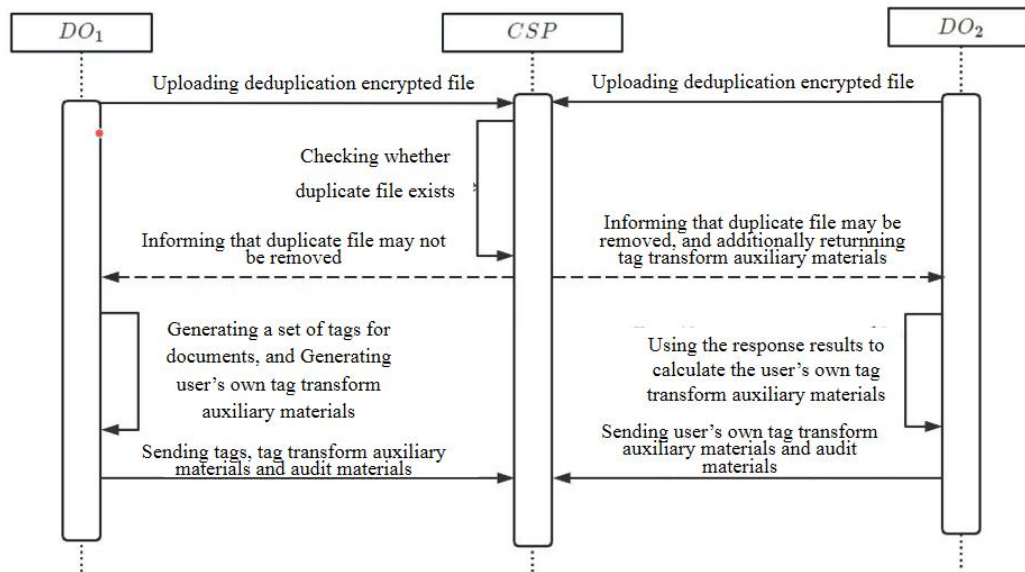 DO1
CSP
DO2
Uploading deduplication encrypted file
Uploading deduplication encrypted file
Checking whether
duplicate file exists
Informing that duplicate file may not
be removed
Informing that duplicate file may be
removed, and additionally returnning
tag transform auxiliary materials
Generating a set of tags for
documents, and Generating
user's own tag transform
auxiliary materials
Using the response results to
calculate the user's own tag
transform auxiliary materials
Sending tags, tag transform auxiliary
materials and audit materials
Sending user's own tag transform
auxiliary materials and audit
materials